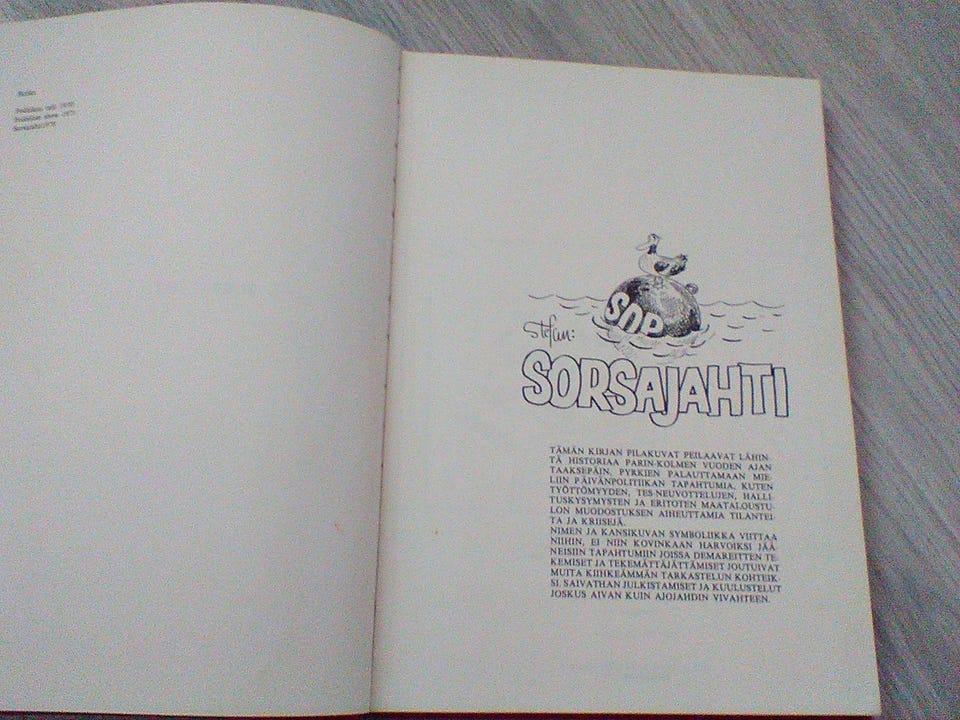 1975
Sorsajahti 1978
SDP
Stefan:
SORSAJAHTI
TÄMÄN KIRJAN PILAKUVAT PEILAAVAT LÄHIN-
TÄ HISTORIAA PARIN-KOLMEN VUODEN AJAN
TAAKSEPÄIN, PYRKIEN PALAUTTAMAAN MIE-
LIIN PÄIVÄNPOLITIIKAN TAPAHTUMIA, KUTEN
TYÖTTÖMYYDEN, TES-NEUVOTTELUJEN, HALLI-
TUSKYSYMYSTEN JA ERITOTEN MAATALOUSTU-
LON MUODOSTUKSEN AIHEUTTAMIA TILANTEI-
TA JA KRIISEJÄ.
NIMEN JA KANSIKUVAN SYMBOLIIKKA VIITTAA
NIIHIN, EI NIIN KOVINKAAN HARVOIKSI JÄÄ-
NEISIIN TAPAHTUMIIN JOISSA DEMAREITTEN TE-
KEMISET JA TEKEMÄTTÄJÄTTÄMISET JOUTUIVAT
MUITA KIIHKEÄMMÄN TARKASTELUN KOHTEIK-
SI, SAIVATHAN JULKISTAMISET JA KUULUSTELUT
JOSKUS AIVAN KUIN AJOJAHDIN VIVAHTEEN.